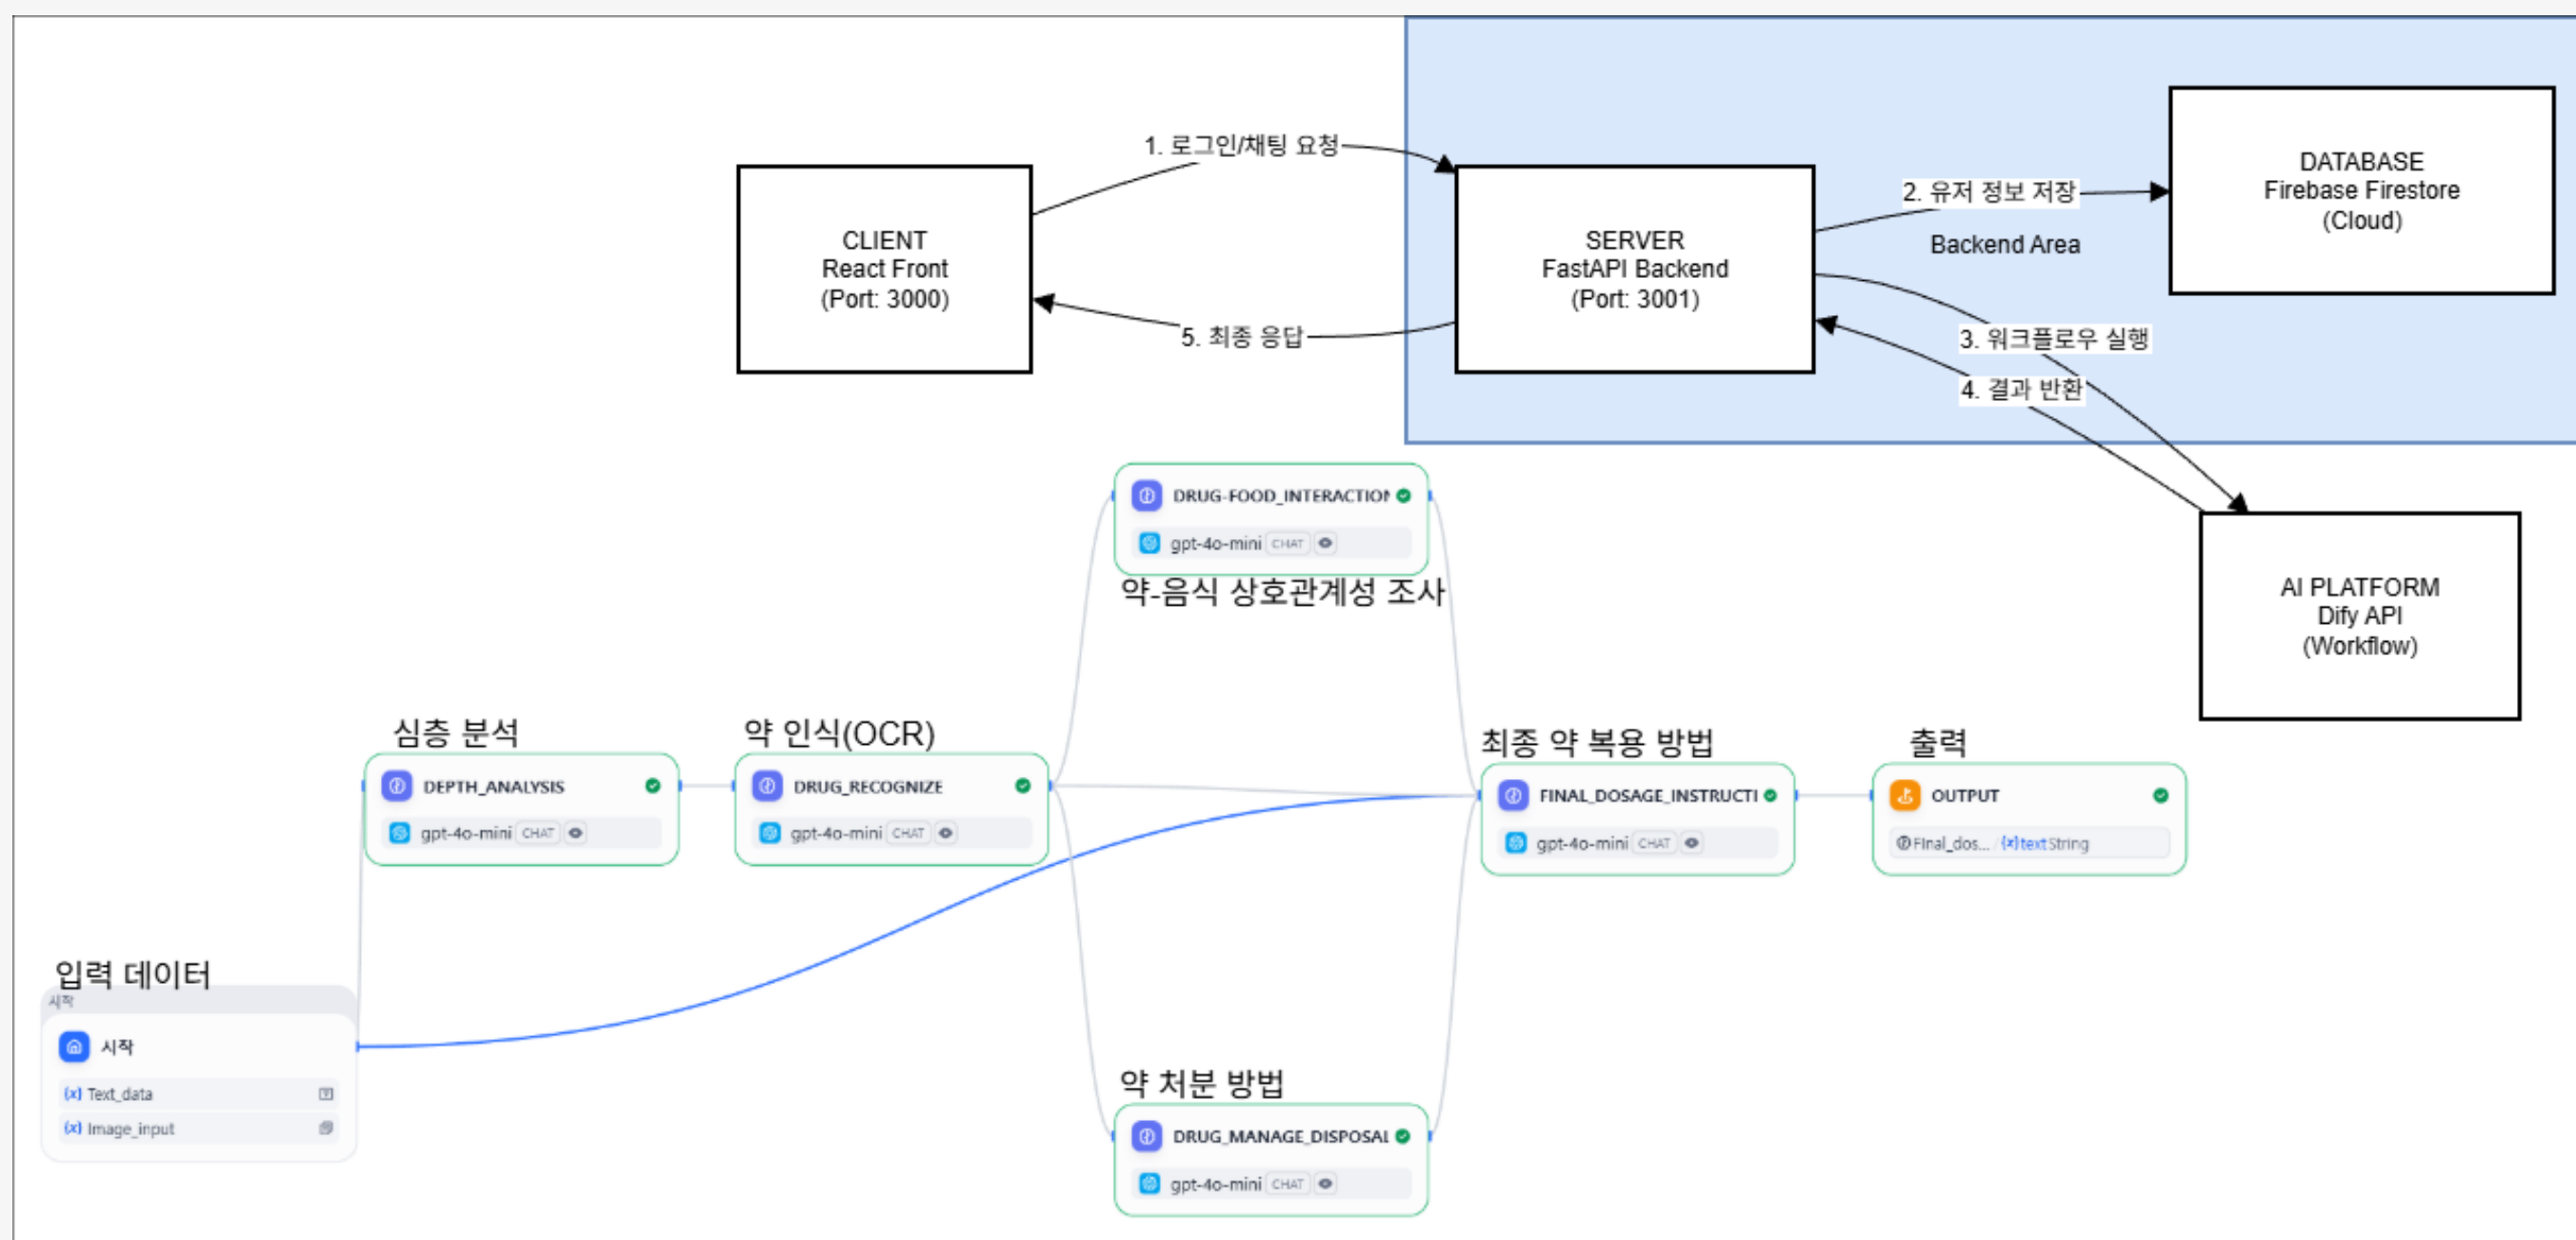 1. 로그인/채팅 요청
CLIENT
React Front
(Port: 3000)
SERVER
FastAPI Backend
(Port: 3001)
5. 최종 응답
2. 유저 정보 저장
Backend Area
DATABASE
Firebase Firestore
(Cloud)
3. 워크플로우 실행
4. 결과 반환
AI PLATFORM
Dify API
(Workflow)
DRUG-FOOD_INTERACTION
gpt-4o-mini CHAT
약-음식 상호관계성 조사
심층 분석
DEPTH_ANALYSIS
gpt-4o-mini CHAT
약 인식(OCR)
DRUG_RECOGNIZE
gpt-4o-mini CHAT
최종 약 복용 방법
FINAL_DOSAGE_INSTRUCTI
gpt-4o-mini CHAT
출력
OUTPUT
Final_dos... / {x} text String
입력 데이터
시작
시작
{x} Text_data
{x} Image_input
약 처분 방법
DRUG_MANAGE_DISPOSAL
gpt-4o-mini CHAT